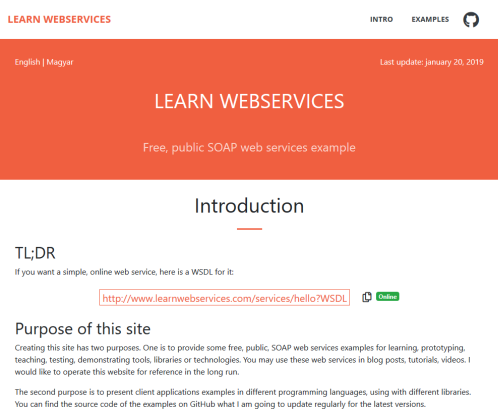 LEARN WEBSERVICES
INTRO EXAMPLES
English | Magyar
Last update: january 20, 2019
LEARN WEBSERVICES
Free, public SOAP web services example
Introduction
TL;DR
If you want a simple, online web service, here is a WSDL for it:
http://www.learnwebservices.com/services/hello?WSDL Online
Purpose of this site
Creating this site has two purposes. One is to provide some free, public, SOAP web services examples for learning, prototyping,
teaching, testing, demonstrating tools, libraries or technologies. You may use these web services in blog posts, tutorials, videos. I
would like to operate this website for reference in the long run.
The second purpose is to present client applications examples in different programming languages, using with different libraries.
You can find the source code of the examples on GitHub what I am going to update regularly for the latest versions.